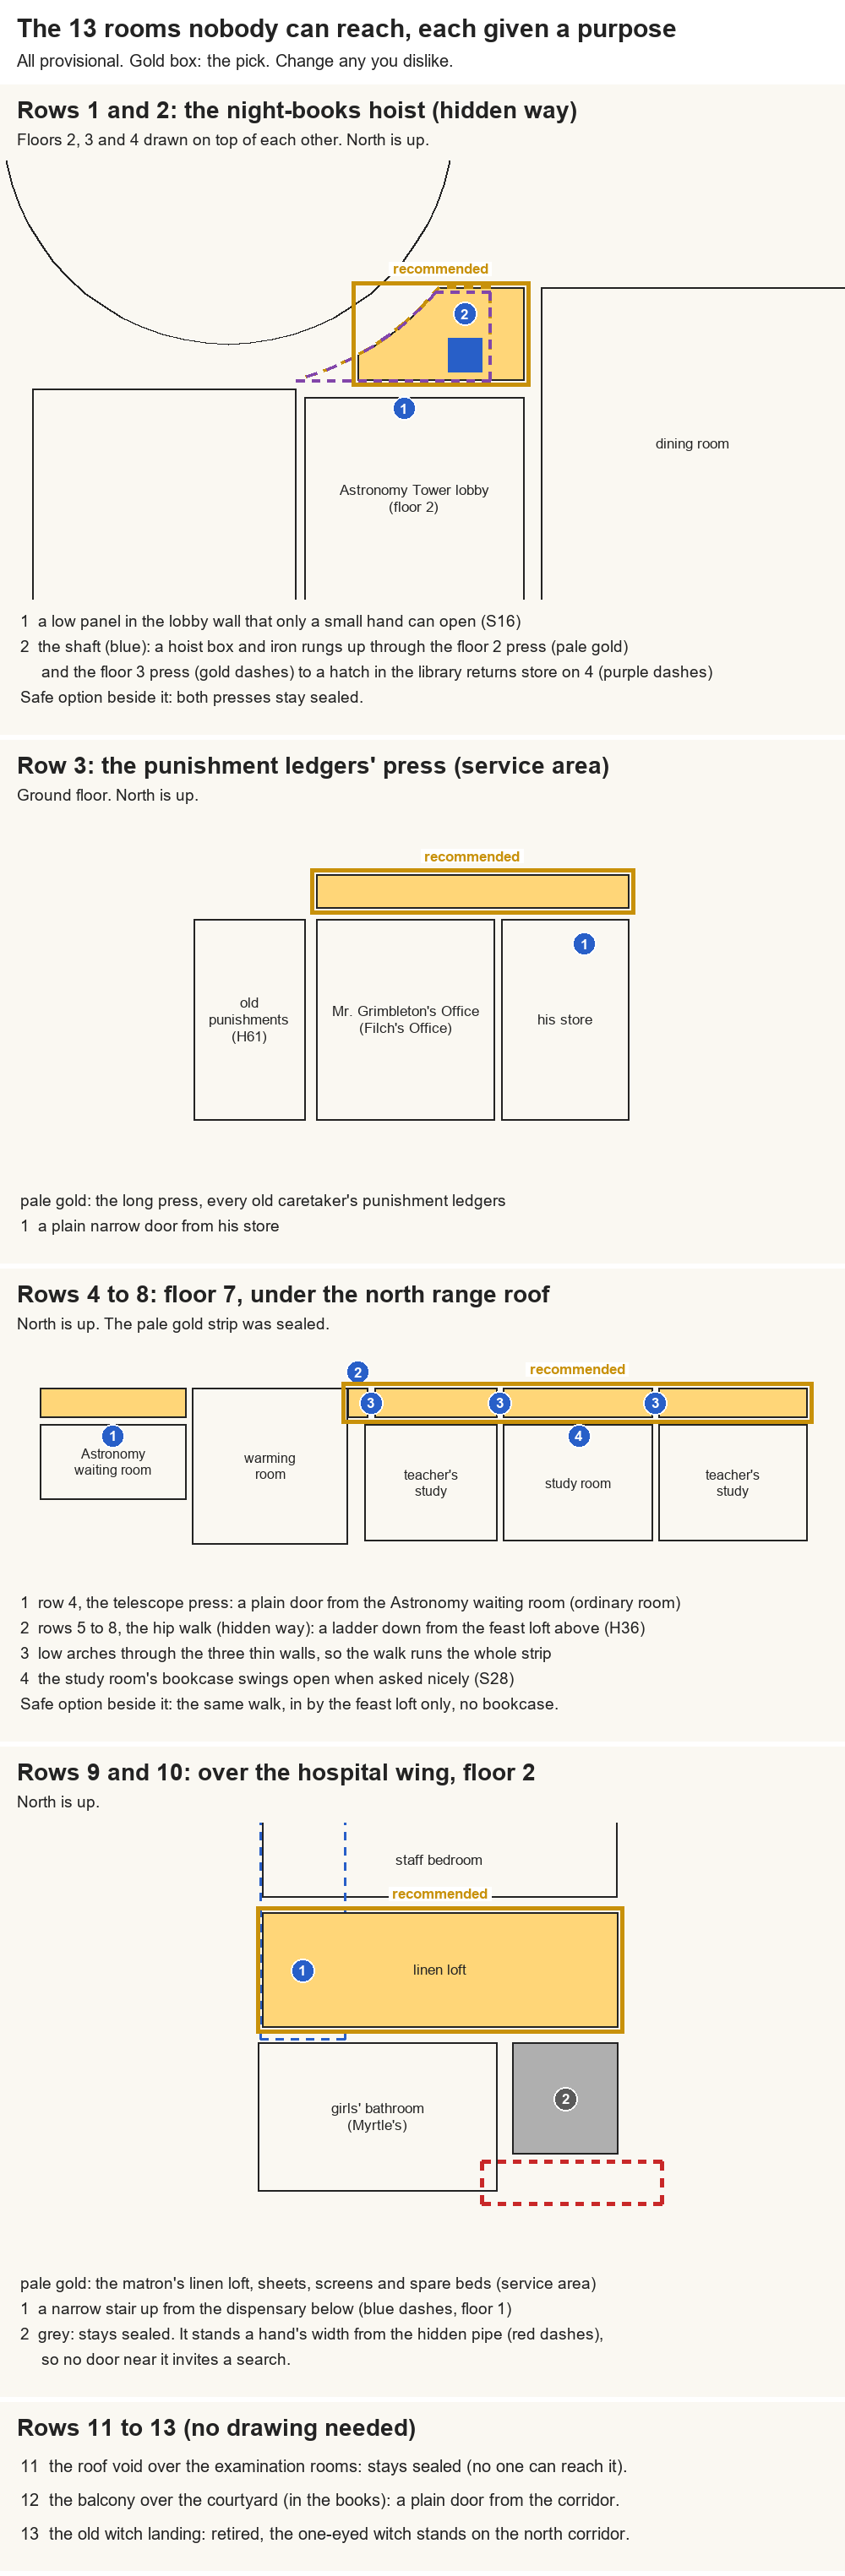 The 13 rooms nobody can reach, each given a purpose
All provisional. Gold box: the pick. Change any you dislike.
Rows 1 and 2: the night-books hoist (hidden way)
Floors 2, 3 and 4 drawn on top of each other. North is up.
recommended
2
1
dining room
Astronomy Tower lobby
(floor 2)
1 a low panel in the lobby wall that only a small hand can open (S16)
2 the shaft (blue): a hoist box and iron rungs up through the floor 2 press (pale gold)
and the floor 3 press (gold dashes) to a hatch in the library returns store on 4 (purple dashes)
Safe option beside it: both presses stay sealed.
Row 3: the punishment ledgers' press (service area)
Ground floor. North is up.
recommended
1
old
punishments
(H61)
Mr. Grimbleton's Office
(Filch's Office)
his store
pale gold: the long press, every old caretaker's punishment ledgers
1 a plain narrow door from his store
Rows 4 to 8: floor 7, under the north range roof
North is up. The pale gold strip was sealed.
2
recommended
3
3
3
1
4
Astronomy
waiting room
warming
room
teacher's
study
study room
teacher's
study
1 row 4, the telescope press: a plain door from the Astronomy waiting room (ordinary room)
2 rows 5 to 8, the hip walk (hidden way): a ladder down from the feast loft above (H36)
3 low arches through the three thin walls, so the walk runs the whole strip
4 the study room's bookcase swings open when asked nicely (S28)
Safe option beside it: the same walk, in by the feast loft only, no bookcase.
Rows 9 and 10: over the hospital wing, floor 2
North is up.
staff bedroom
recommended
1
linen loft
girls' bathroom
(Myrtle's)
2
pale gold: the matron's linen loft, sheets, screens and spare beds (service area)
1 a narrow stair up from the dispensary below (blue dashes, floor 1)
2 grey: stays sealed. It stands a hand's width from the hidden pipe (red dashes),
so no door near it invites a search.
Rows 11 to 13 (no drawing needed)
11 the roof void over the examination rooms: stays sealed (no one can reach it).
12 the balcony over the courtyard (in the books): a plain door from the corridor.
13 the old witch landing: retired, the one-eyed witch stands on the north corridor.